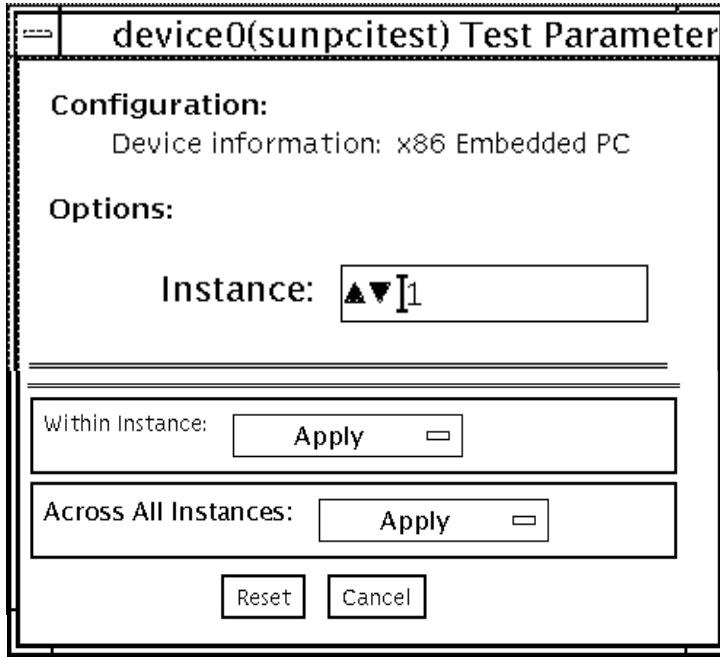 device0(sunpcitest) Test Parameter
Configuration:
Device information: x86 Embedded PC
Options:
Instance: 1
Within Instance: Apply
Across All Instances: Apply
Reset Cancel